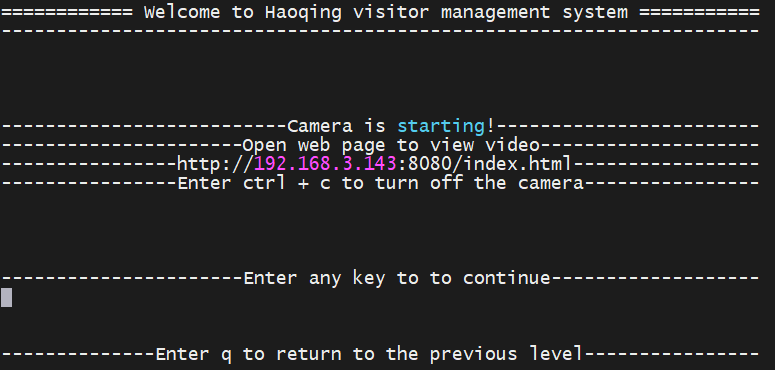 ============ Welcome to Haoqing visitor management system ===========
---------------------------------------------------------------------
--------------------------Camera is starting!------------------------
----------------------Open web page to view video--------------------
----------------http://192.168.3.143:8080/index.html-----------------
----------------Enter ctrl + c to turn off the camera----------------
----------------------Enter any key to to continue-------------------
--------------Enter q to return to the previous level----------------